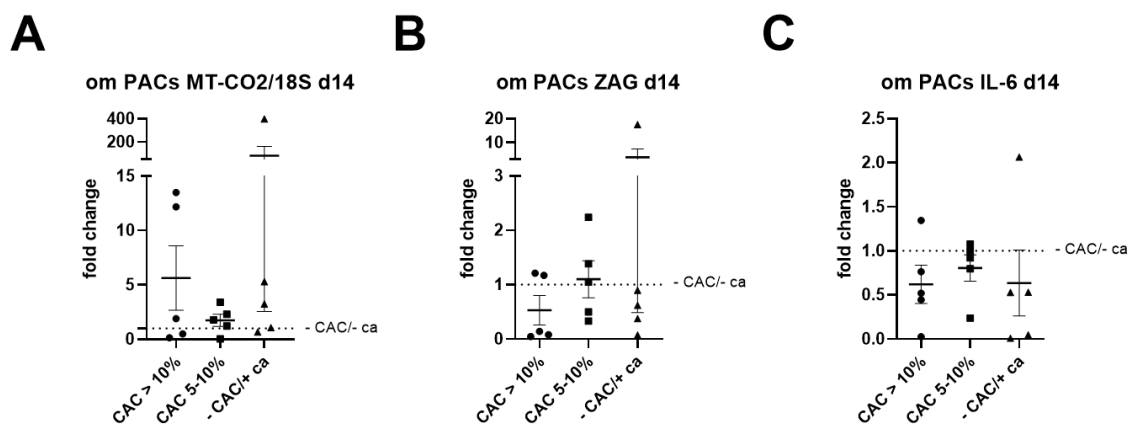 A
om PACs MT-CO2/18S d14
fold change
400
200
15
10
5
0
- CAC/- ca
CAC > 10%
CAC 5-10%
- CAC/+ ca
B
om PACs ZAG d14
fold change
20
10
3
2
1
0
- CAC/- ca
CAC > 10%
CAC 5-10%
- CAC/+ ca
C
om PACs IL-6 d14
fold change
2.5
2.0
1.5
1.0
0.5
0.0
- CAC/- ca
CAC > 10%
CAC 5-10%
- CAC/+ ca